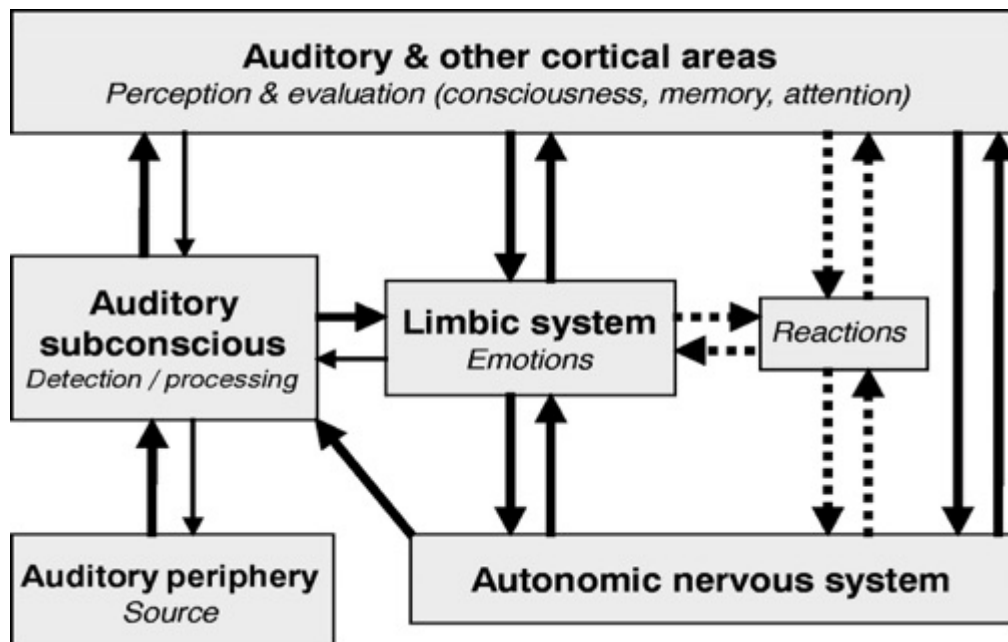 Auditory & other cortical areas
Perception & evaluation (consciousness, memory, attention)
Auditory
subconscious
Detection / processing
Limbic system
Emotions
Reactions
Auditory periphery
Source
Autonomic nervous system